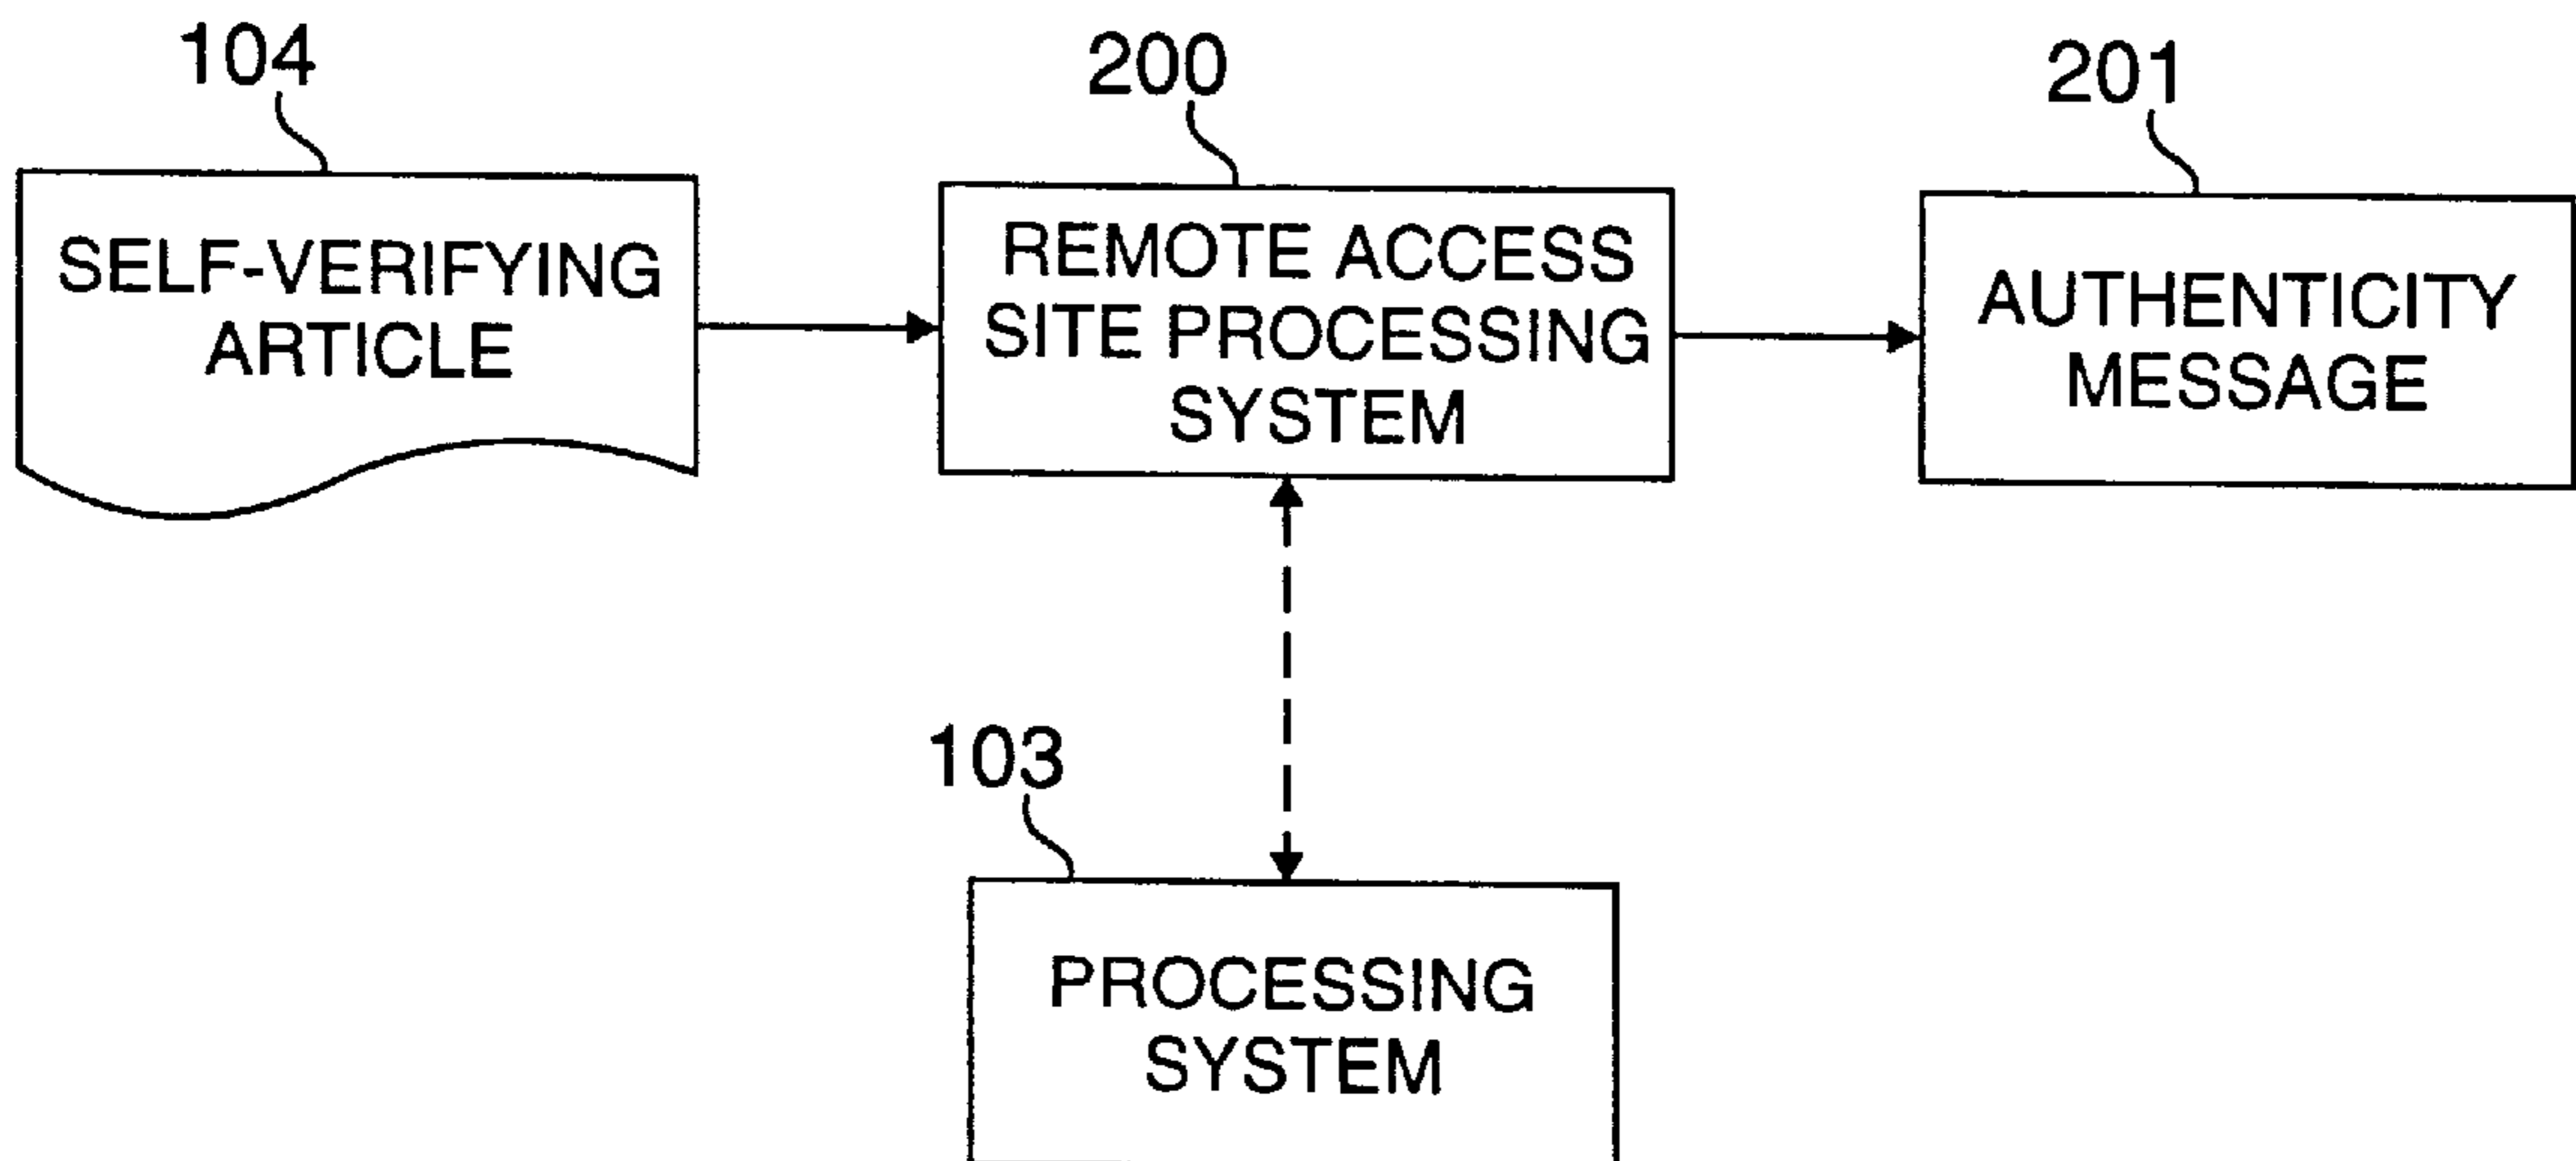 104
SELF-VERIFYING
ARTICLE
200
REMOTE ACCESS
SITE PROCESSING
SYSTEM
201
AUTHENTICITY
MESSAGE
103
PROCESSING
SYSTEM